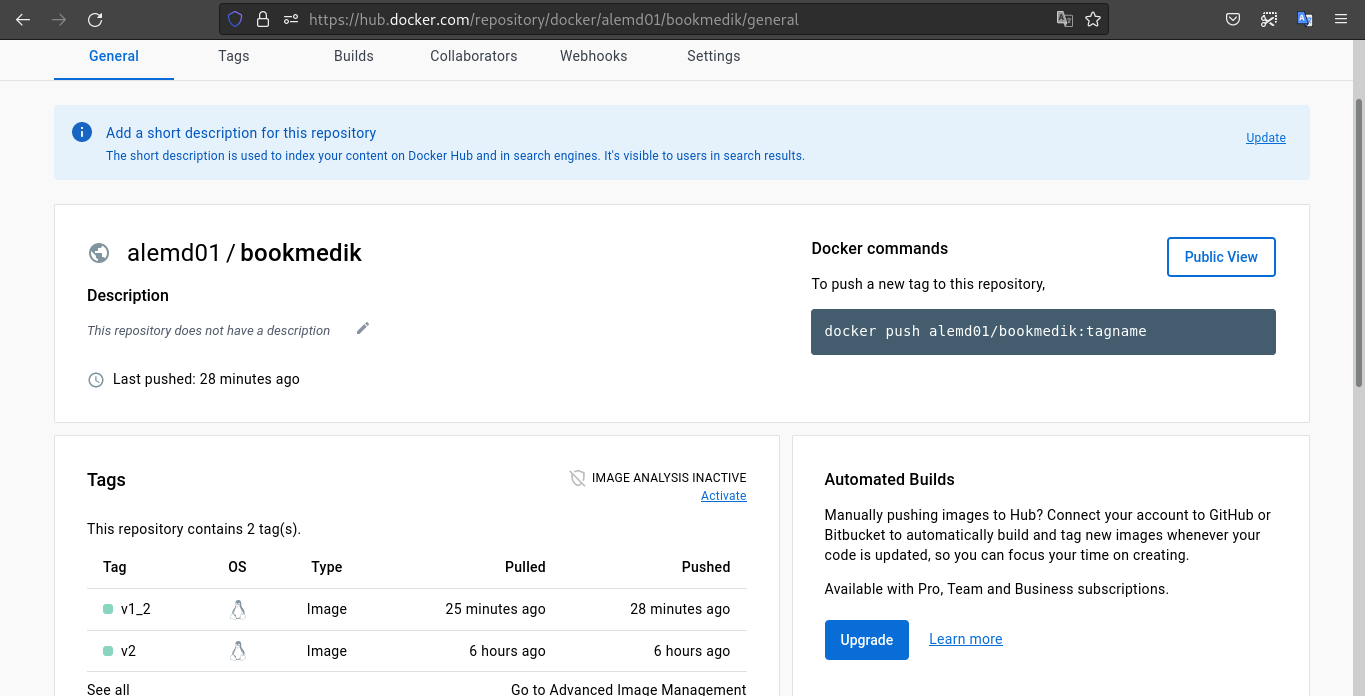 https://hub.docker.com/repository/docker/alemd01/bookmedik/general
General Tags Builds Collaborators Webhooks Settings
Add a short description for this repository
The short description is used to index your content on Docker Hub and in search engines. It's visible to users in search results.
Update
alemd01 / bookmedik
Description
This repository does not have a description
Last pushed: 28 minutes ago
Docker commands
Public View
To push a new tag to this repository,
docker push alemd01/bookmedik:tagname
Tags
IMAGE ANALYSIS INACTIVE
Activate
This repository contains 2 tag(s).
Tag OS Type Pulled Pushed
v1_2 Image 25 minutes ago 28 minutes ago
v2 Image 6 hours ago 6 hours ago
See all Go to Advanced Image Management
Automated Builds
Manually pushing images to Hub? Connect your account to GitHub or
Bitbucket to automatically build and tag new images whenever your
code is updated, so you can focus your time on creating.
Available with Pro, Team and Business subscriptions.
Upgrade Learn more